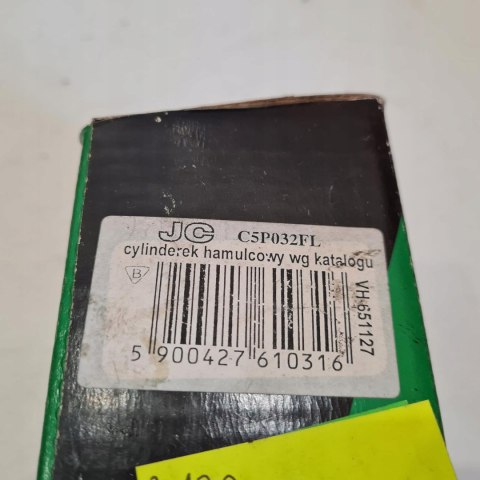 JC C5P032FL
cylinderek hamulcowy wg katalogu
B
VH 651127
5 900427 610316